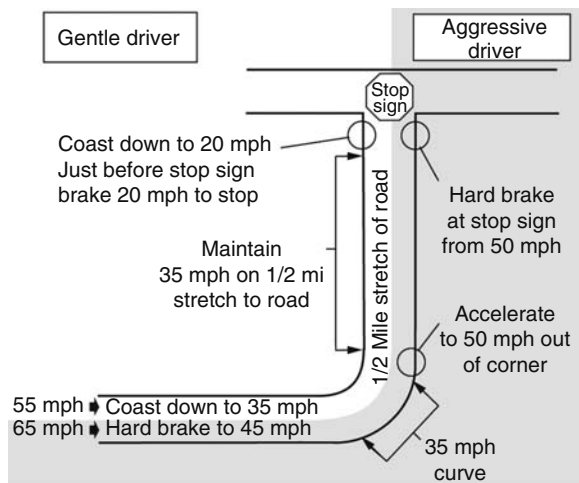 Gentle driver
Aggressive
driver
Stop
sign
Coast down to 20 mph
Just before stop sign
brake 20 mph to stop
Hard brake
at stop sign
from 50 mph
Maintain
35 mph on 1/2 mi
stretch to road
1/2 Mile stretch of road
Accelerate
to 50 mph out
of corner
55 mph Coast down to 35 mph
65 mph Hard brake to 45 mph
35 mph
curve